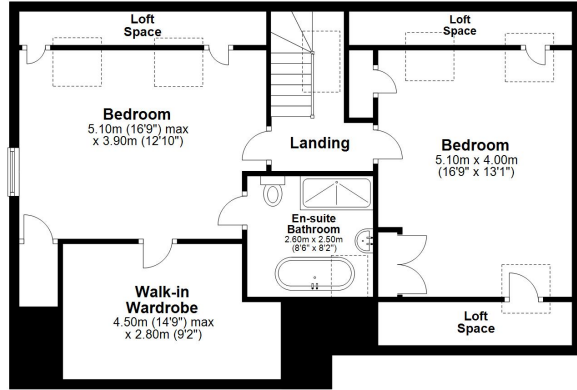 Loft
Space
Loft
Space
Bedroom
5.10m (16'9") max
x 3.90m (12'10")
Landing
Bedroom
5.10m x 4.00m
(16'9" x 13'1")
En-suite
Bathroom
2.60m x 2.50m
(8'6" x 8'2")
Walk-in
Wardrobe
4.50m (14'9") max
x 2.80m (9'2")
Loft
Space